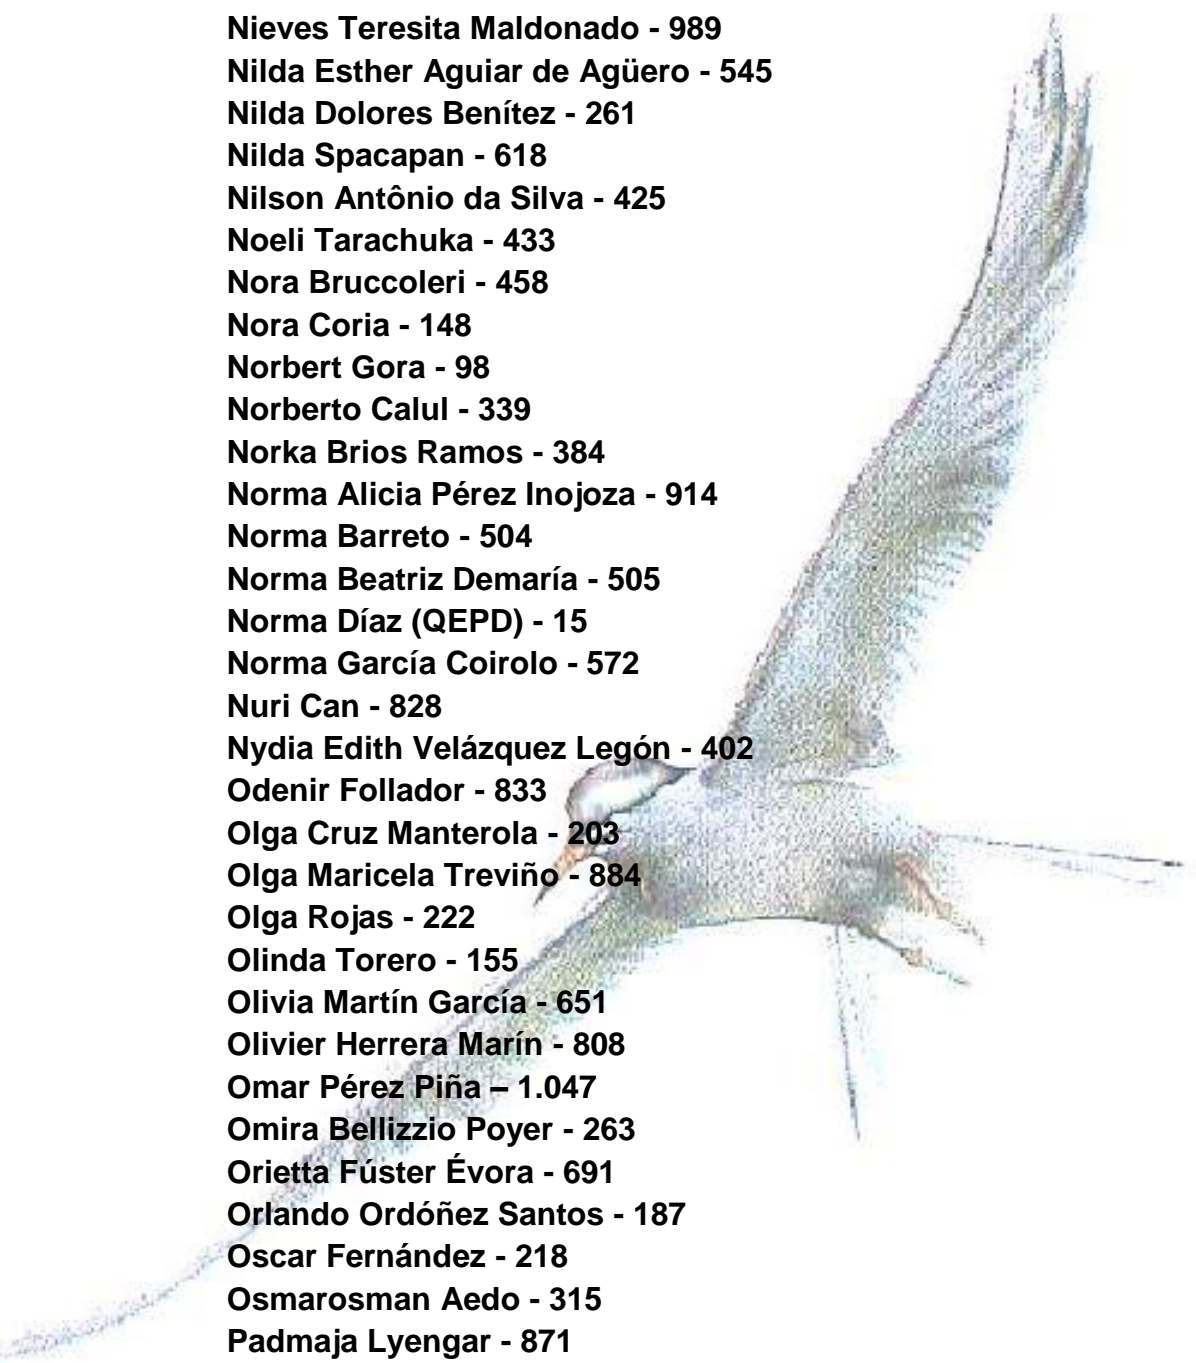 Nieves Teresita Maldonado - 989
Nilda Esther Aguiar de Agüero - 545
Nilda Dolores Benítez - 261
Nilda Spacapan - 618
Nilson Antônio da Silva - 425
Noeli Tarachuka - 433
Nora Bruccoleri - 458
Nora Coria - 148
Norbert Gora - 98
Norberto Calul - 339
Norka Brios Ramos - 384
Norma Alicia Pérez Inojoza - 914
Norma Barreto - 504
Norma Beatriz Demaría - 505
Norma Díaz (QEPD) - 15
Norma García Coirolo - 572
Nuri Can - 828
Nydia Edith Velázquez Legón - 402
Odenir Follador - 833
Olga Cruz Manterola - 203
Olga Maricela Treviño - 884
Olga Rojas - 222
Olinda Torero - 155
Olivia Martín García - 651
Olivier Herrera Marín - 808
Omar Pérez Piña – 1.047
Omira Bellizzio Poyer - 263
Orietta Fúster Évora - 691
Orlando Ordóñez Santos - 187
Oscar Fernández - 218
Osmarosman Aedo - 315
Padmaja Lyengar - 871